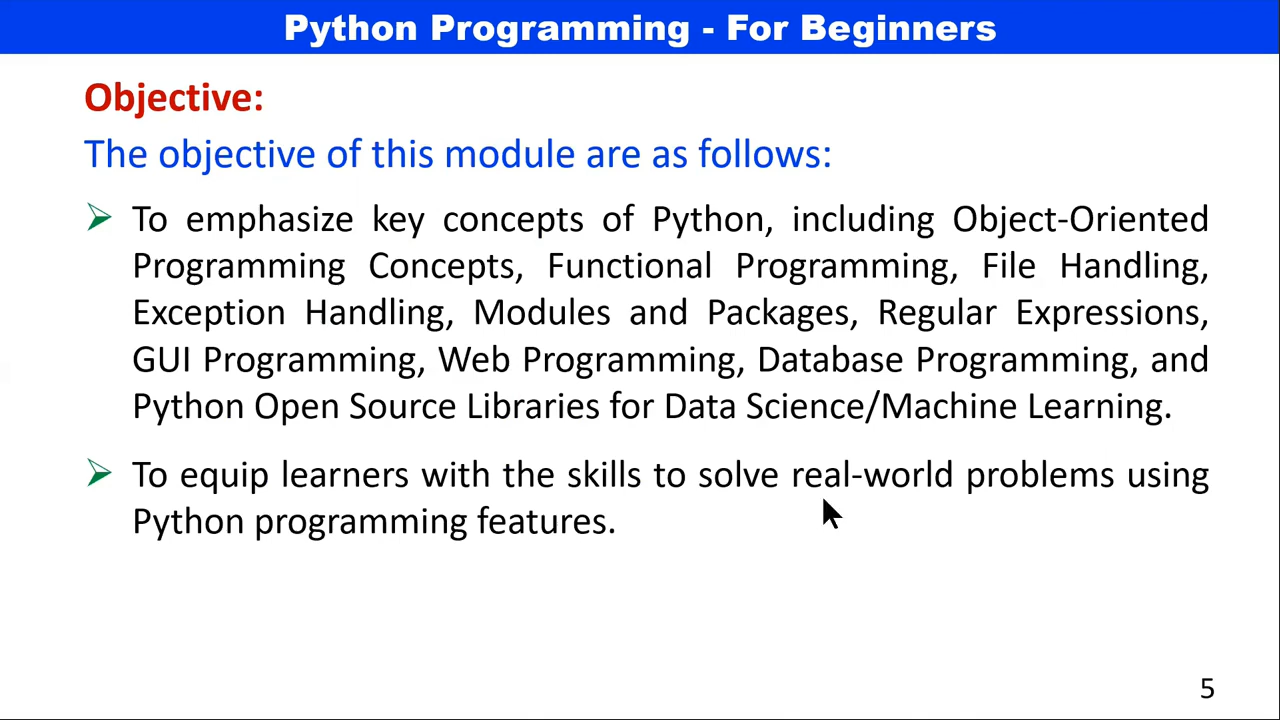 Python Programming - For Beginners
Objective:
The objective of this module are as follows:
To emphasize key concepts of Python, including Object-Oriented
Programming Concepts, Functional Programming, File Handling,
Exception Handling, Modules and Packages, Regular Expressions,
GUI Programming, Web Programming, Database Programming, and
Python Open Source Libraries for Data Science/Machine Learning.
To equip learners with the skills to solve real-world problems using
Python programming features.
5